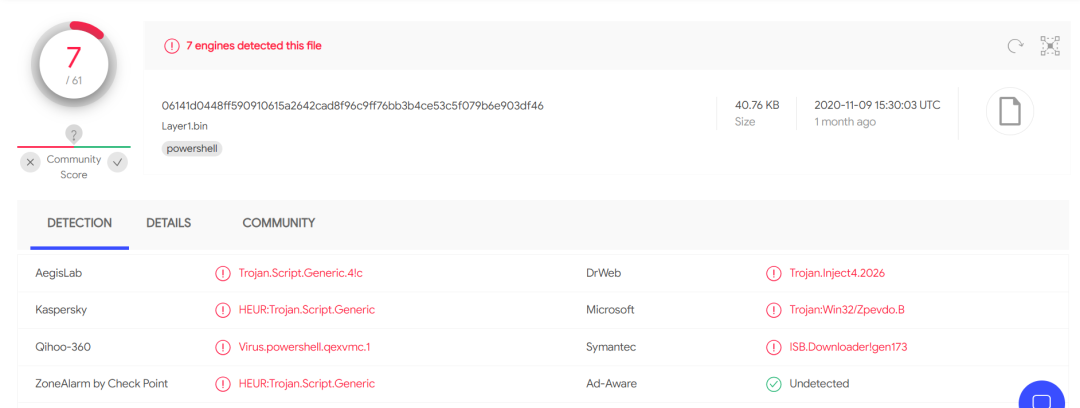 7
/ 61
?
Community
Score
7 engines detected this file
06141d0448ff590910615a2642cad8f96c9ff76bb3b4ce53c5f079b6e903df46
Layer1.bin
powershell
40.76 KB
Size
2020-11-09 15:30:03 UTC
1 month ago
DETECTION DETAILS COMMUNITY
AegisLab Trojan.Script.Generic.4!c DrWeb Trojan.Inject4.2026
Kaspersky HEUR:Trojan.Script.Generic Microsoft Trojan:Win32/Zpevdo.B
Qihoo-360 Virus.powershell.qexvmc.1 Symantec ISB.Downloader!gen173
ZoneAlarm by Check Point HEUR:Trojan.Script.Generic Ad-Aware Undetected